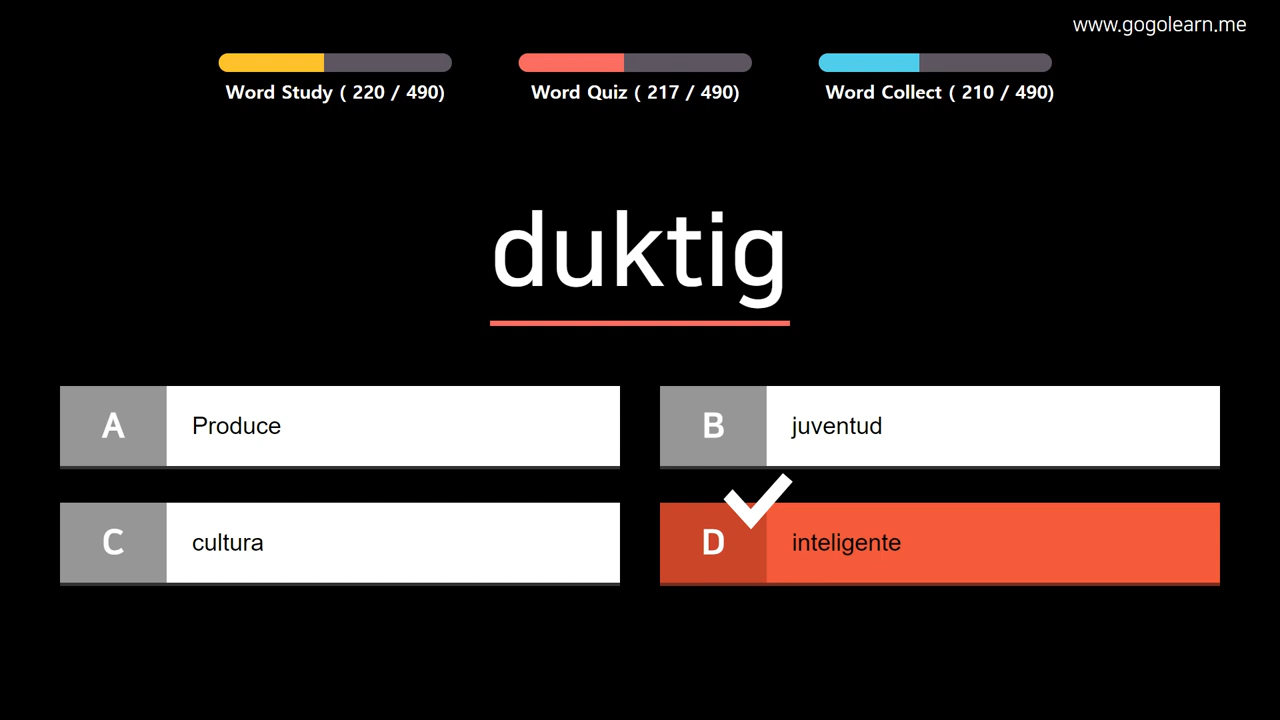 www.gogolearn.me
Word Study ( 220 / 490)
Word Quiz ( 217 / 490)
Word Collect ( 210 / 490)
duktig
A Produce
B juventud
C cultura
D inteligente